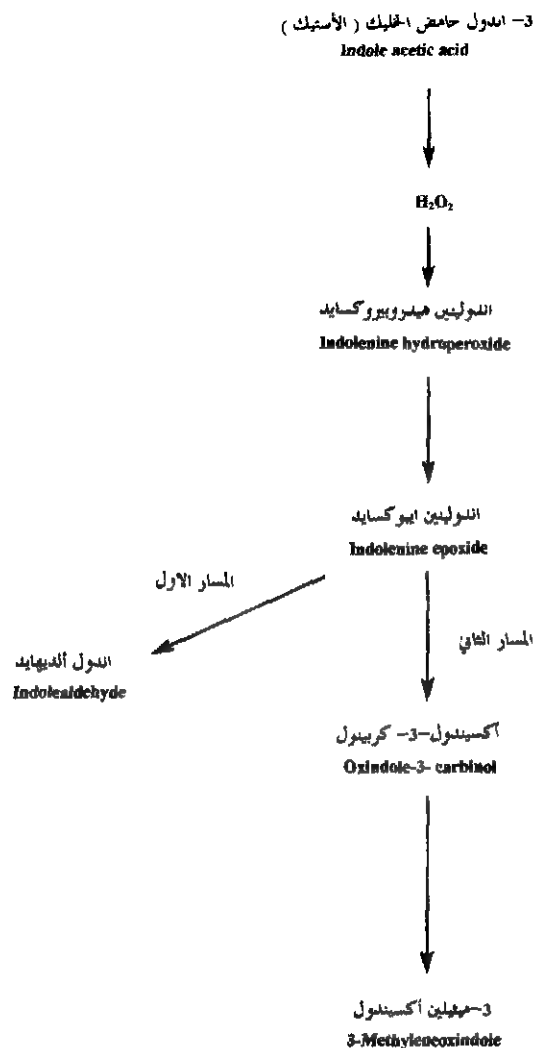 3- اندول حامض الخليك ( الأستيك )
Indole acetic acid
H₂O₂
اندولينين هيدروبيروكسايد
Indolenine hydroperoxide
اندولينين ايبوكسايد
Indolenine epoxide
المسار الاول
المسار الثاني
اندول ألديهايد
Indolealdehyde
أكسيندول-3- كربينول
Oxindole-3- carbinol
3-ميثيلين أكسيندول
3-Methyleneoxindole